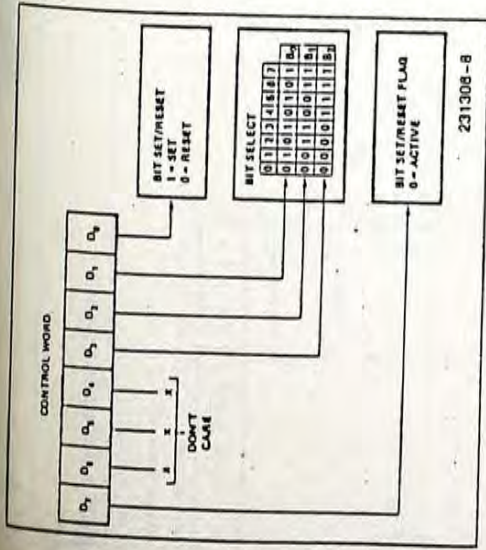 CONTROL WORD
D7 D6 D5 D4 D3 D2 D1 D0
X X X
DON'T
CARE
BIT SET/RESET
1 = SET
0 = RESET
BIT SELECT
0 1 2 3 4 5 6 7
0 1 0 1 0 1 0 1 B0
0 0 1 1 0 0 1 1 B1
0 0 0 0 1 1 1 1 B2
BIT SET/RESET FLAG
0 = ACTIVE
231308-8